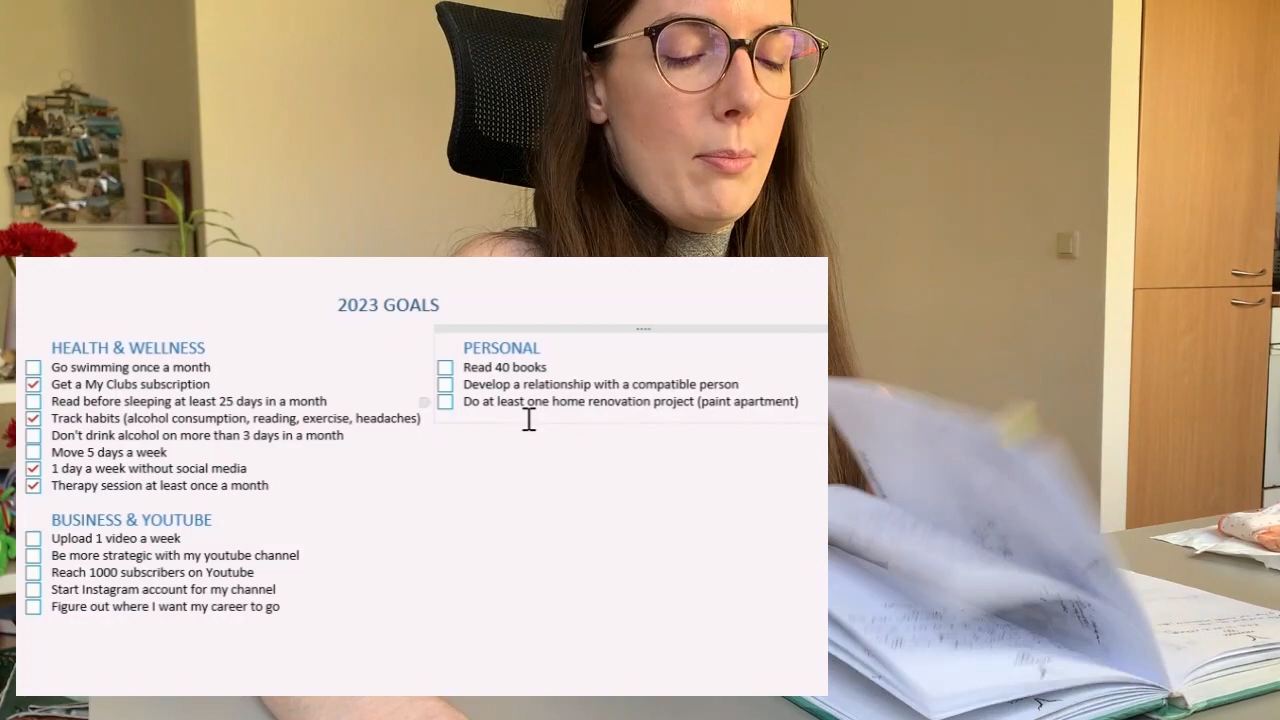 2023 GOALS
HEALTH & WELLNESS
Go swimming once a month
Get a My Clubs subscription
Read before sleeping at least 25 days in a month
Track habits (alcohol consumption, reading, exercise, headaches)
Don't drink alcohol on more than 3 days in a month
Move 5 days a week
1 day a week without social media
Therapy session at least once a month
BUSINESS & YOUTUBE
Upload 1 video a week
Be more strategic with my youtube channel
Reach 1000 subscribers on Youtube
Start Instagram account for my channel
Figure out where I want my career to go
PERSONAL
Read 40 books
Develop a relationship with a compatible person
Do at least one home renovation project (paint apartment)